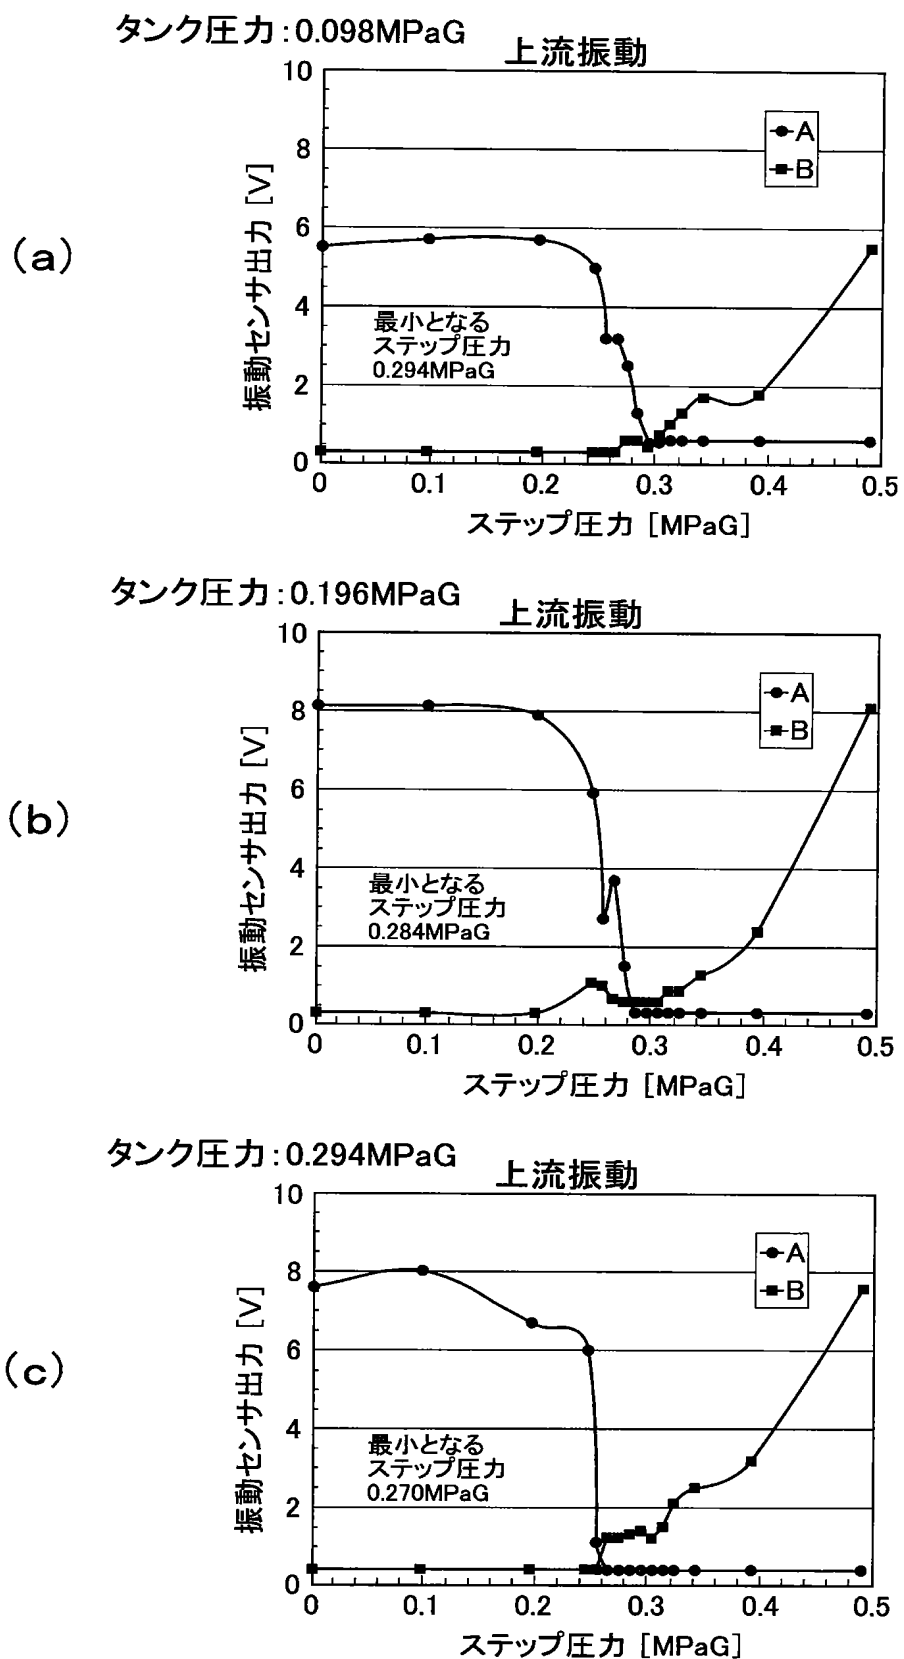 タンク圧力:0.098MPaG
上流振動
(a)
振動センサ出力 [V]
10
8
6
4
2
0
A
B
最小となる
ステップ圧力
0.294MPaG
0 0.1 0.2 0.3 0.4 0.5
ステップ圧力 [MPaG]
タンク圧力:0.196MPaG
上流振動
(b)
振動センサ出力 [V]
10
8
6
4
2
0
A
B
最小となる
ステップ圧力
0.284MPaG
0 0.1 0.2 0.3 0.4 0.5
ステップ圧力 [MPaG]
タンク圧力:0.294MPaG
上流振動
(c)
振動センサ出力 [V]
10
8
6
4
2
0
A
B
最小となる
ステップ圧力
0.270MPaG
0 0.1 0.2 0.3 0.4 0.5
ステップ圧力 [MPaG]